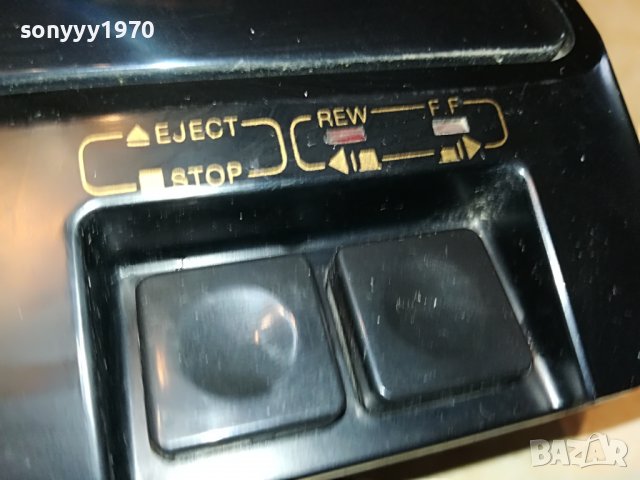 sonyyy1970
REW F.F
EJECT
STOP
BAZAR